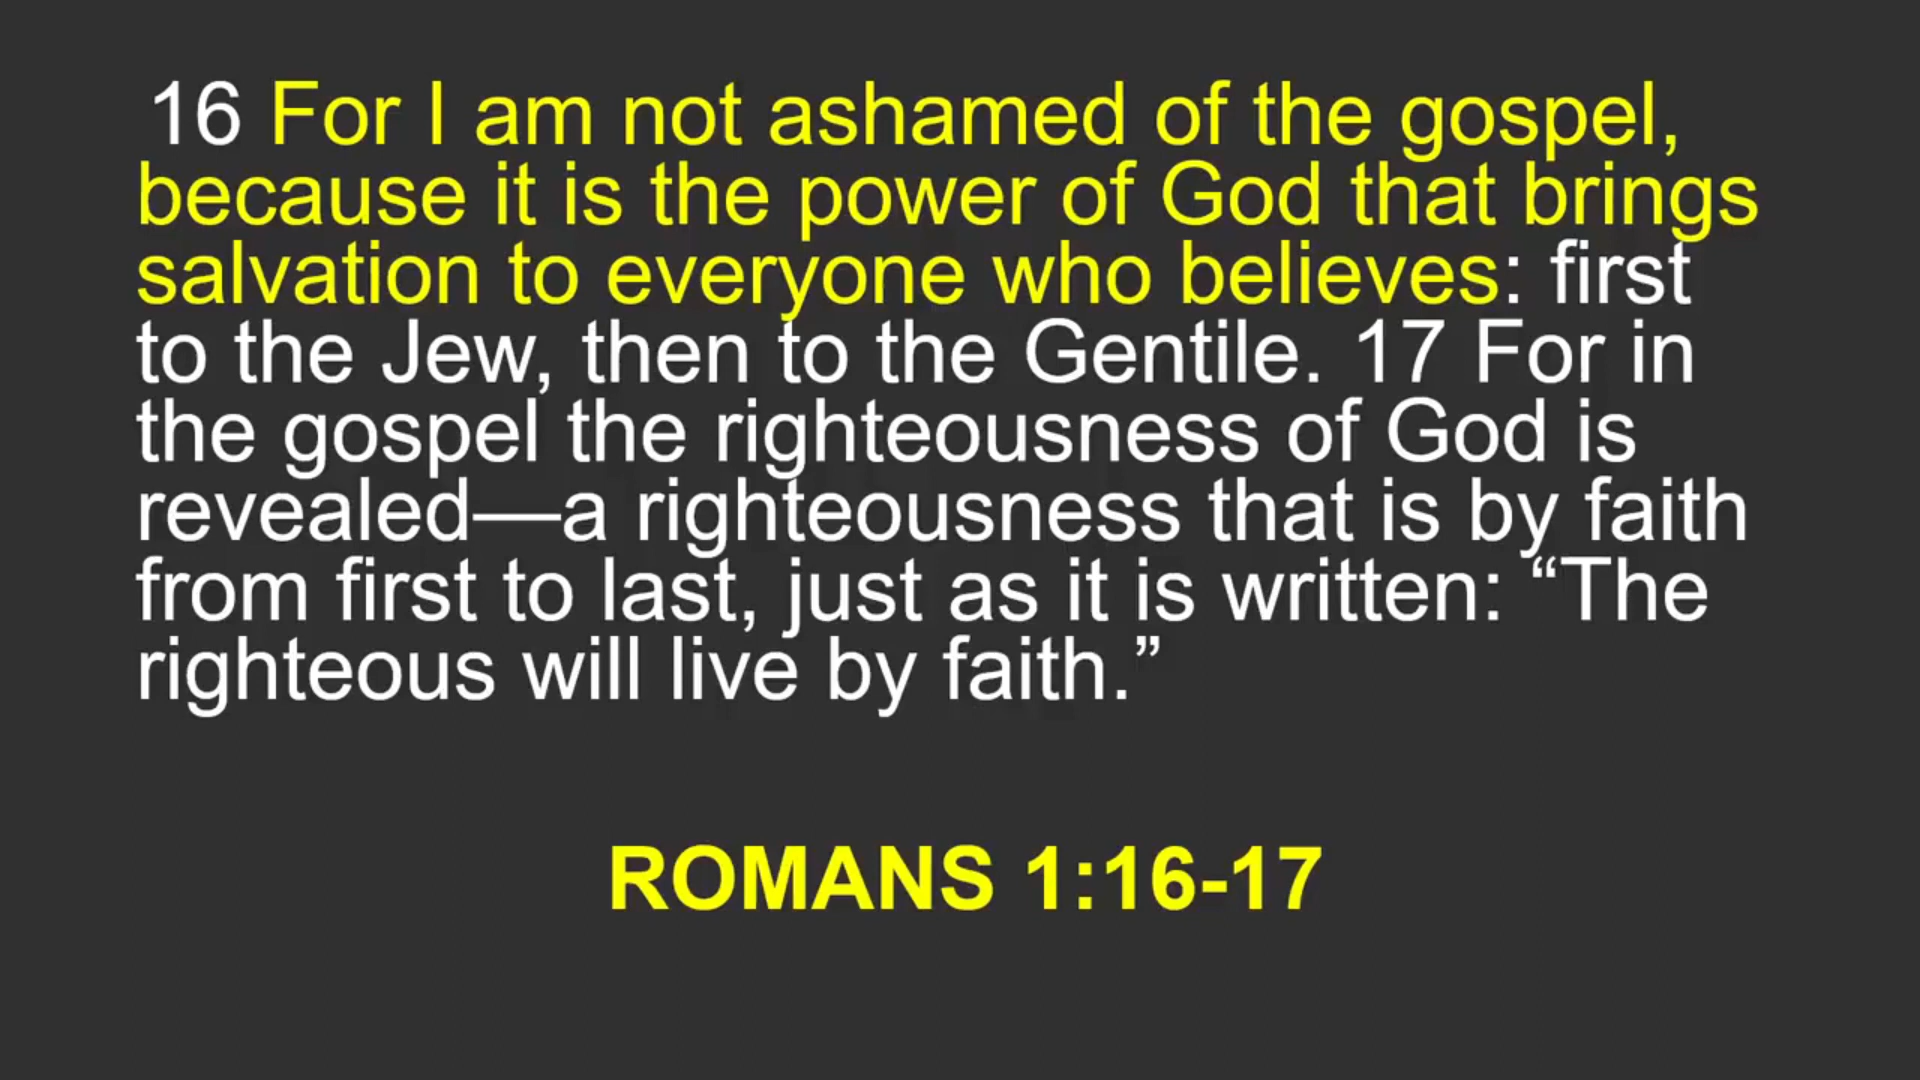 16 For I am not ashamed of the gospel,
because it is the power of God that brings
salvation to everyone who believes: first
to the Jew, then to the Gentile. 17 For in
the gospel the righteousness of God is
revealed—a righteousness that is by faith
from first to last, just as it is written: “The
righteous will live by faith.”
ROMANS 1:16-17